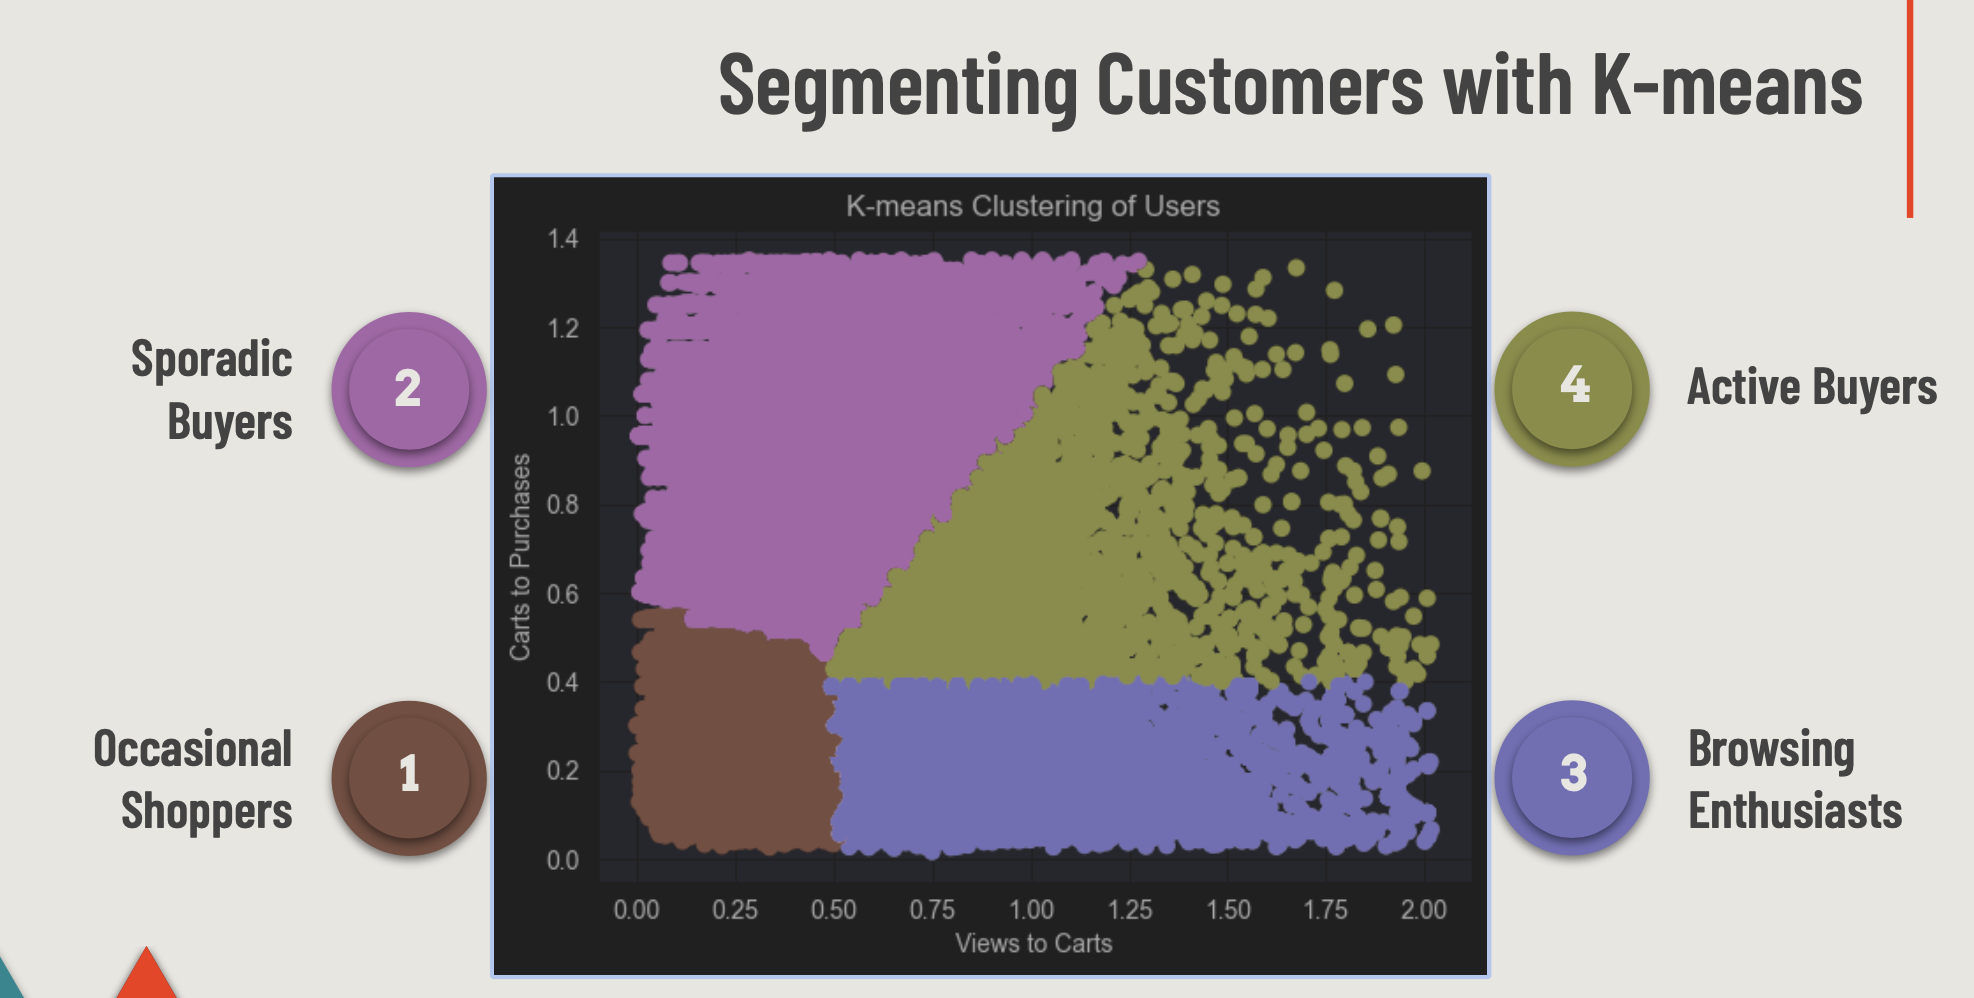 Segmenting Customers with K-means
K-means Clustering of Users
Sporadic
Buyers
2
Occasional
Shoppers
1
Carts to Purchases
1.4
1.2
1.0
0.8
0.6
0.4
0.2
0.0
0.00 0.25 0.50 0.75 1.00 1.25 1.50 1.75 2.00
Views to Carts
4
Active Buyers
3
Browsing
Enthusiasts